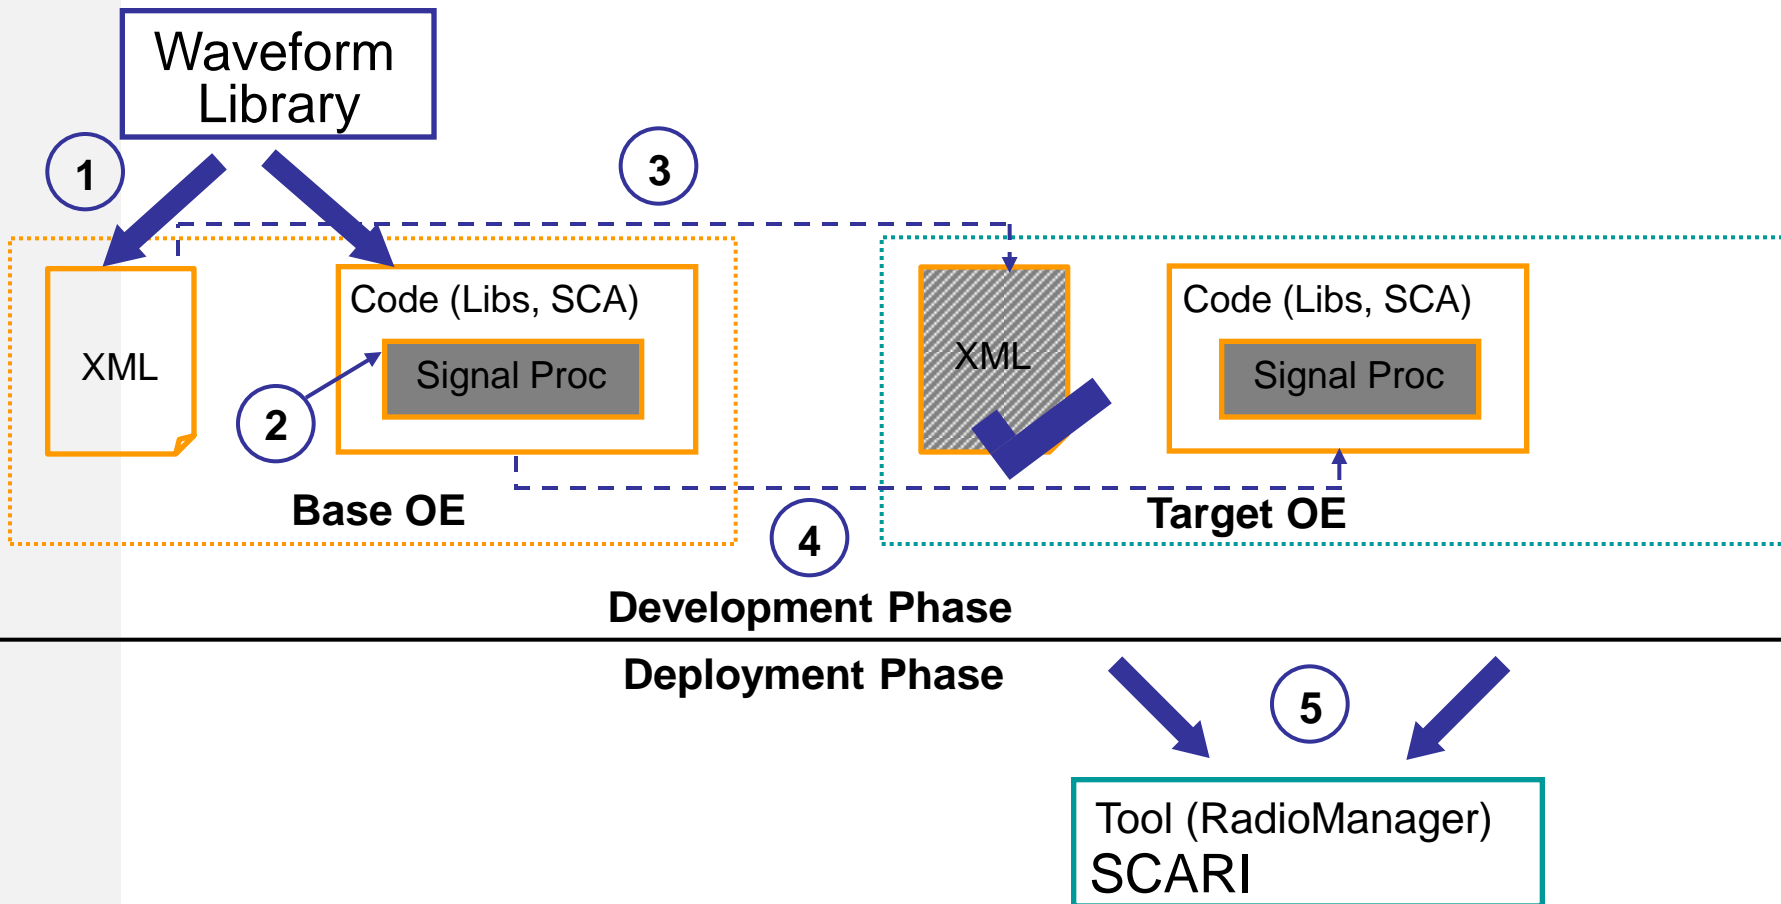 Waveform
Library
1
3
Code (Libs, SCA)
Code (Libs, SCA)
XML
Signal Proc
XML
Signal Proc
2
Base OE
Target OE
4
Development Phase
Deployment Phase
5
Tool (RadioManager)
SCARI